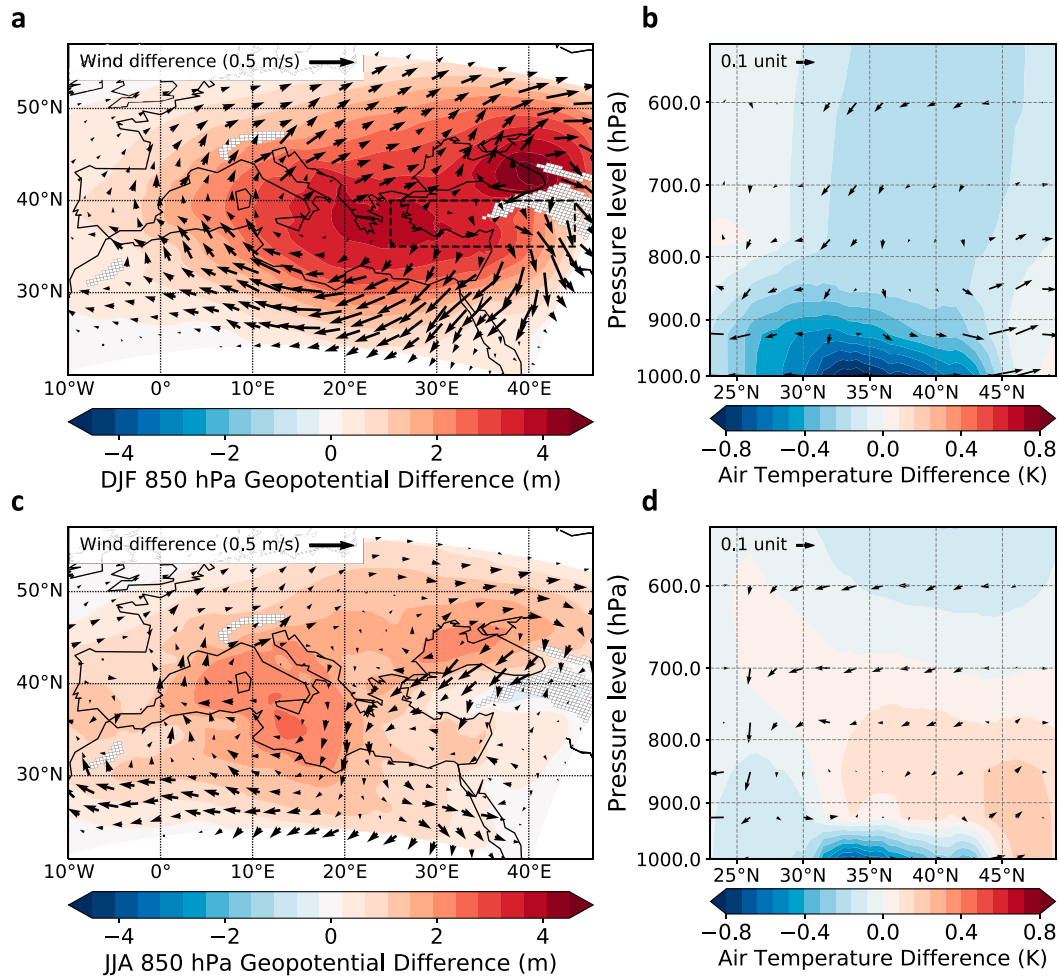 a
Wind difference (0.5 m/s)
50°N
40°N
30°N
10°W 0° 10°E 20°E 30°E 40°E
−4 −2 0 2 4
DJF 850 hPa Geopotential Difference (m)
b
0.1 unit
Pressure level (hPa)
600.0
700.0
800.0
900.0
1000.0
25°N 30°N 35°N 40°N 45°N
−0.8 −0.4 0.0 0.4 0.8
Air Temperature Difference (K)
c
Wind difference (0.5 m/s)
50°N
40°N
30°N
10°W 0° 10°E 20°E 30°E 40°E
−4 −2 0 2 4
JJA 850 hPa Geopotential Difference (m)
d
0.1 unit
Pressure level (hPa)
600.0
700.0
800.0
900.0
1000.0
25°N 30°N 35°N 40°N 45°N
−0.8 −0.4 0.0 0.4 0.8
Air Temperature Difference (K)